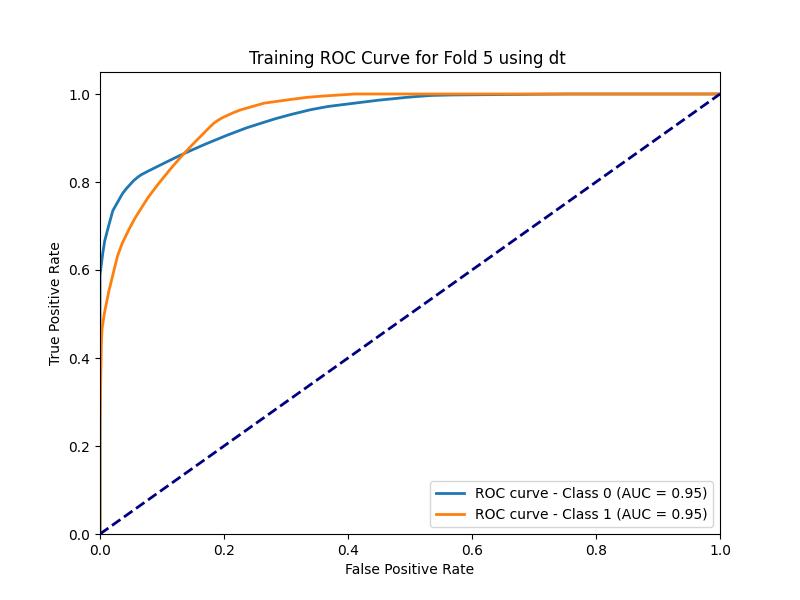 Training ROC Curve for Fold 5 using dt
True Positive Rate
1.0
0.8
0.6
0.4
0.2
0.0
0.0 0.2 0.4 0.6 0.8 1.0
False Positive Rate
ROC curve - Class 0 (AUC = 0.95)
ROC curve - Class 1 (AUC = 0.95)